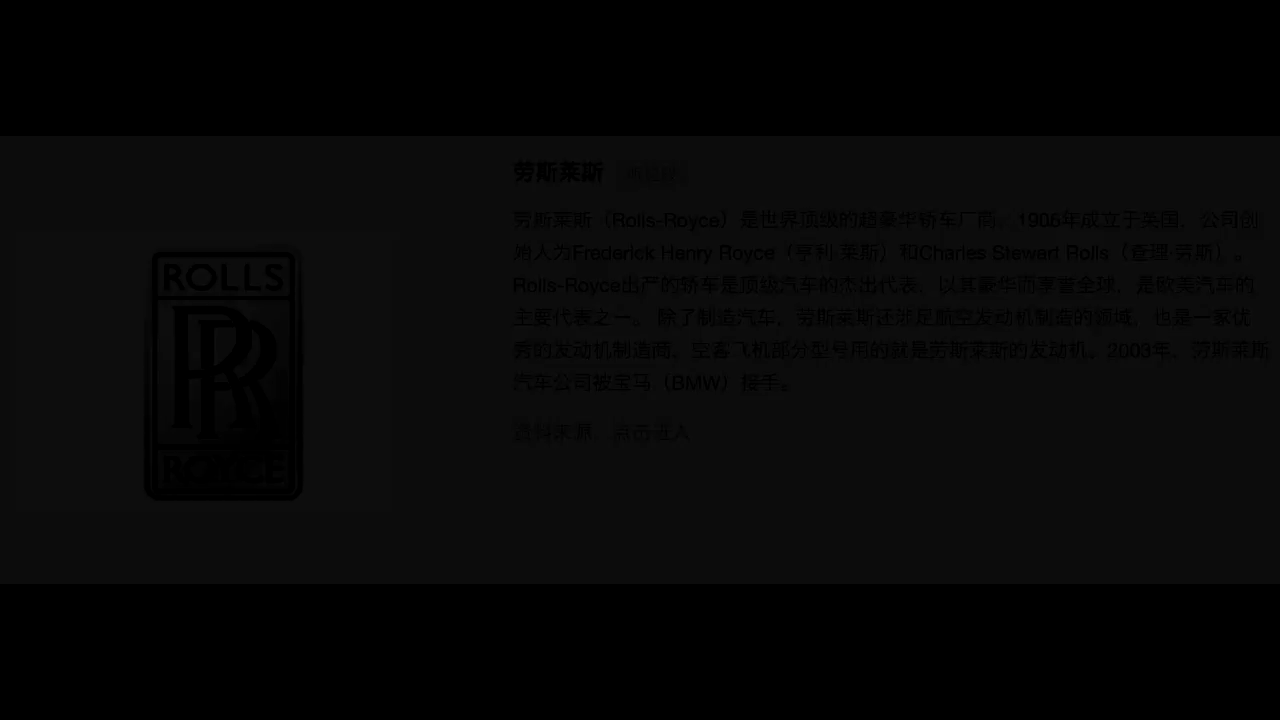 劳斯莱斯
劳斯莱斯（Rolls-Royce）是世界顶级的超豪华轿车厂商，1906年成立于英国，公司创
始人为Frederick Henry Royce（亨利·莱斯）和Charles Stewart Rolls（查理·劳斯）。
Rolls-Royce出产的轿车是顶级汽车的杰出代表，以其豪华而享誉全球，是欧美汽车的
主要代表之一。 除了制造汽车，劳斯莱斯还涉足航空发动机制造的领域，也是一家优
秀的发动机制造商，空客飞机部分型号用的就是劳斯莱斯的发动机。2003年，劳斯莱斯
汽车公司被宝马（BMW）接手。
资料来源：点击进入
ROLLS
RR
ROYCE